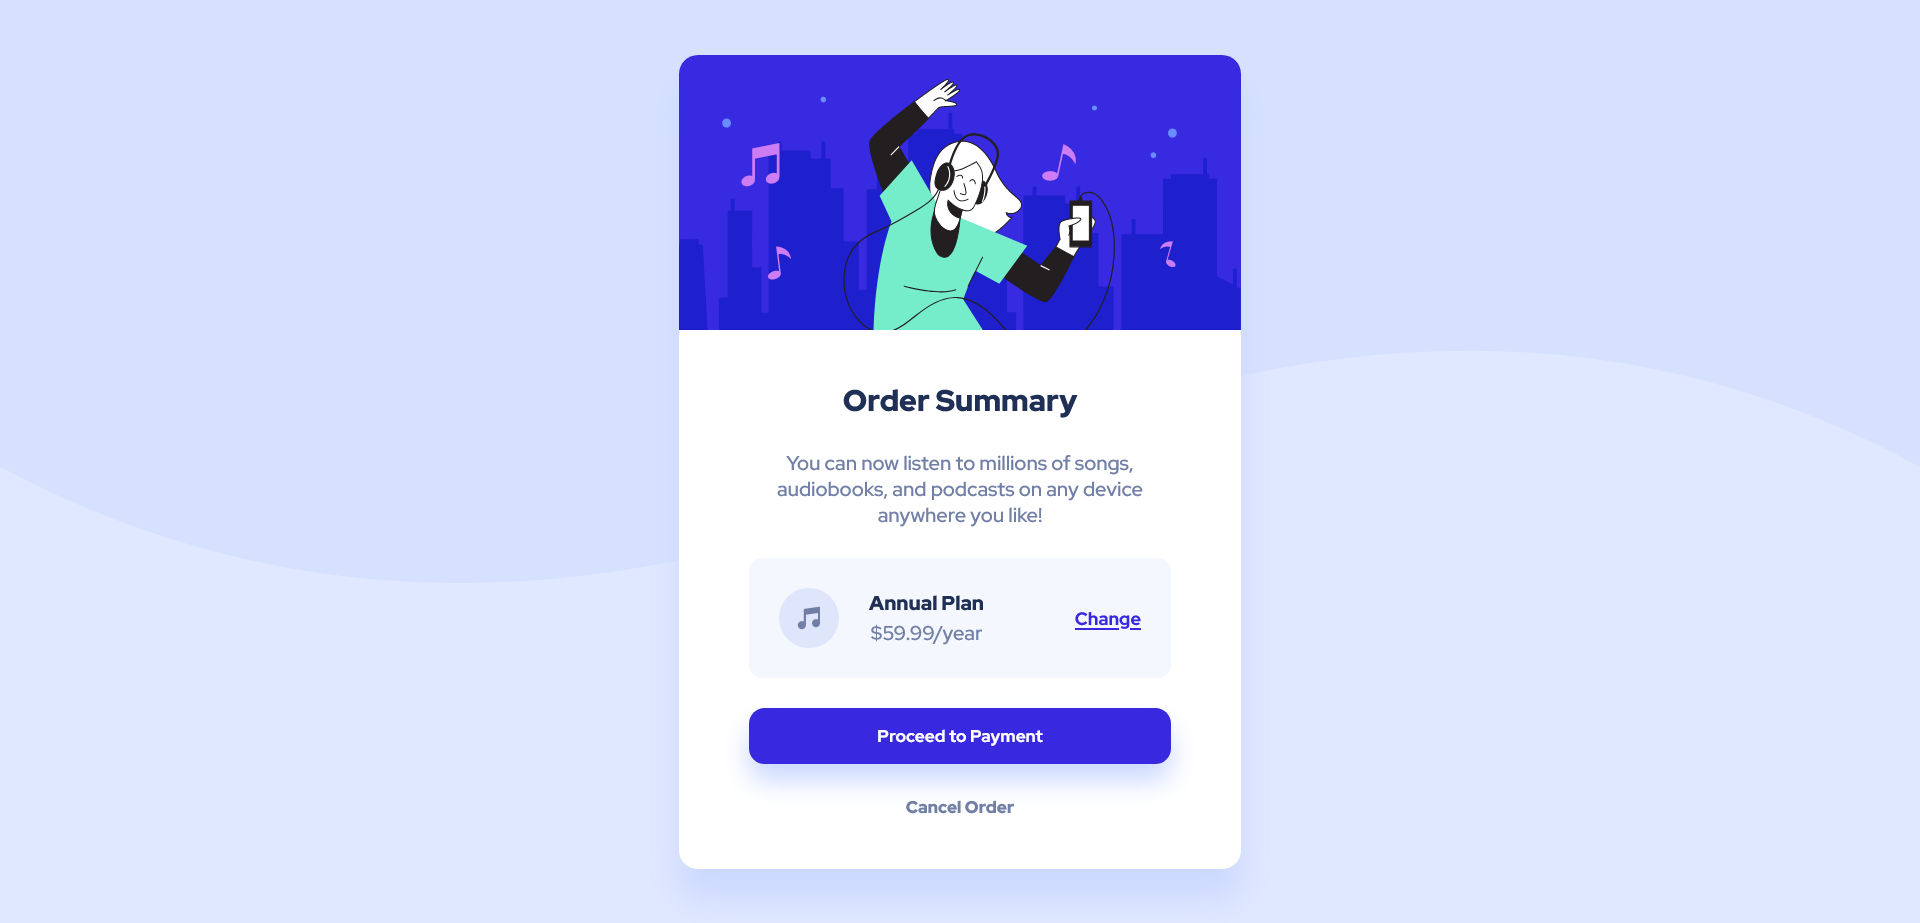 Order Summary
You can now listen to millions of songs,
audiobooks, and podcasts on any device
anywhere you like!
Annual Plan
$59.99/year
Change
Proceed to Payment
Cancel Order